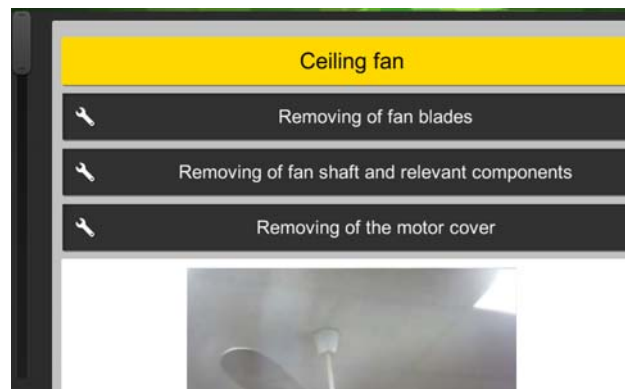 Ceiling fan
Removing of fan blades
Removing of fan shaft and relevant components
Removing of the motor cover